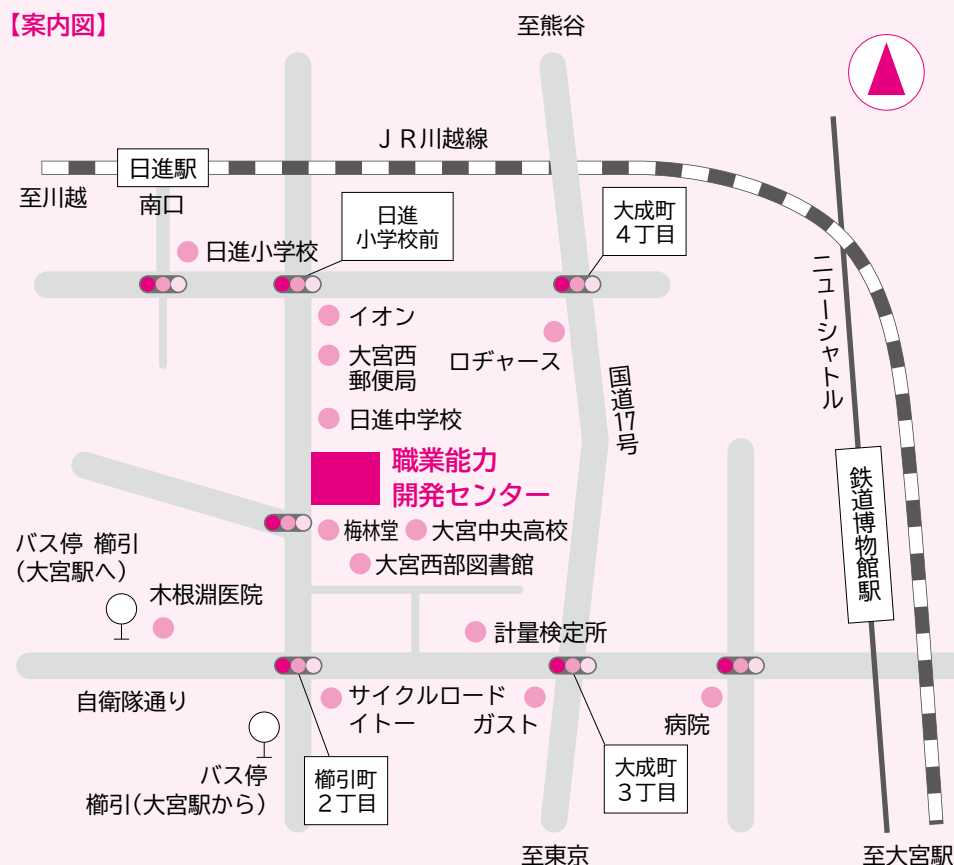 【案内図】
至熊谷
ＪＲ川越線
日進駅
至川越
南口
日進
小学校前
大成町
４丁目
日進小学校
ニューシャトル
イオン
大宮西
郵便局
ロヂャース
国道17号
日進中学校
職業能力
開発センター
鉄道博物館駅
梅林堂
大宮中央高校
大宮西部図書館
バス停 櫛引
(大宮駅へ)
木根淵医院
計量検定所
自衛隊通り
サイクルロード
イトー
ガスト
病院
バス停
櫛引(大宮駅から)
櫛引町
２丁目
大成町
３丁目
至東京
至大宮駅